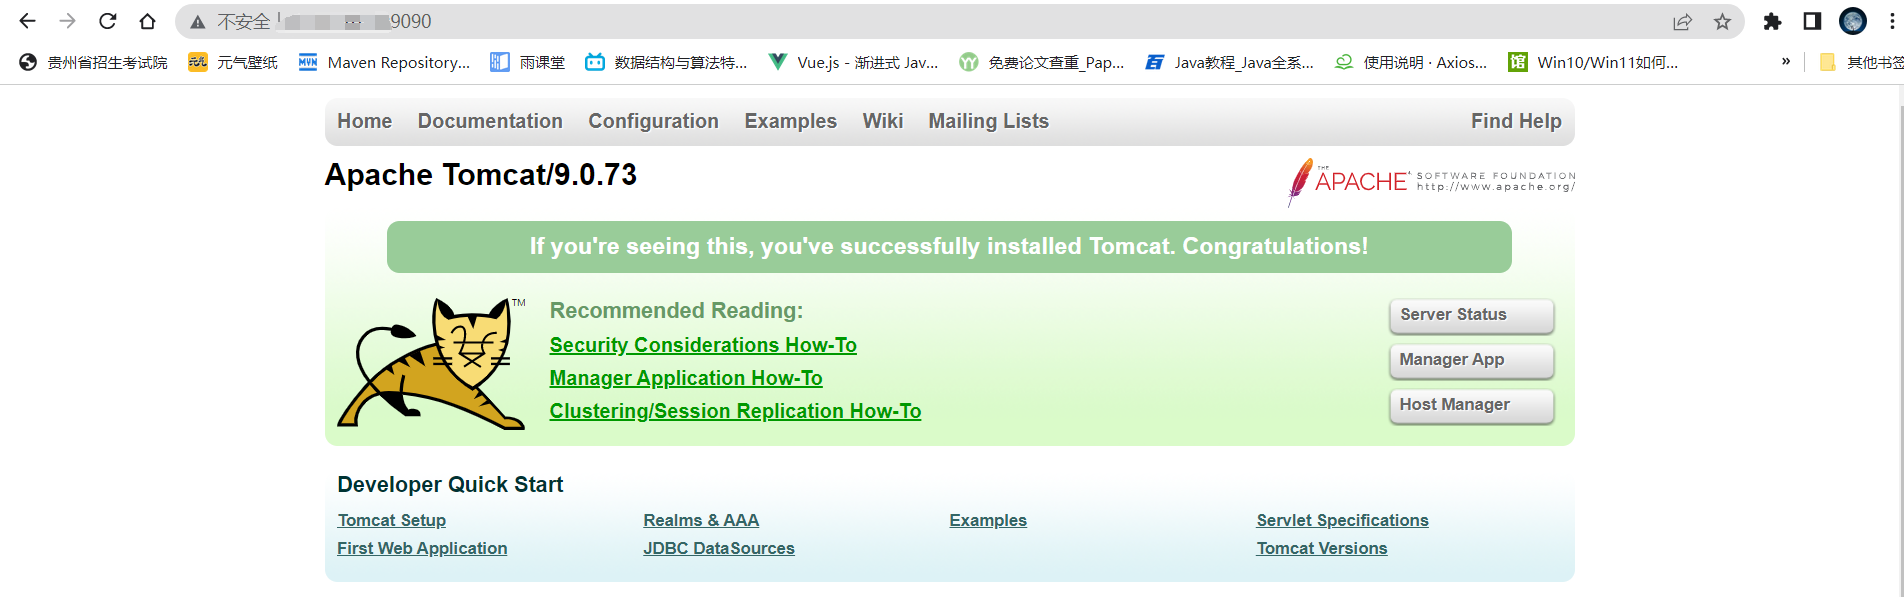 不安全 9090
贵州省招生考试院 元气壁纸 Maven Repository... 雨课堂 数据结构与算法特... Vue.js - 渐进式 Jav... 免费论文查重_Pap... Java教程_Java全系... 使用说明 · Axios... Win10/Win11如何... » 其他书签
Home Documentation Configuration Examples Wiki Mailing Lists Find Help
Apache Tomcat/9.0.73
THE APACHE SOFTWARE FOUNDATION
http://www.apache.org/
If you're seeing this, you've successfully installed Tomcat. Congratulations!
TM
Recommended Reading:
Security Considerations How-To
Manager Application How-To
Clustering/Session Replication How-To
Server Status
Manager App
Host Manager
Developer Quick Start
Tomcat Setup Realms & AAA Examples Servlet Specifications
First Web Application JDBC DataSources Tomcat Versions